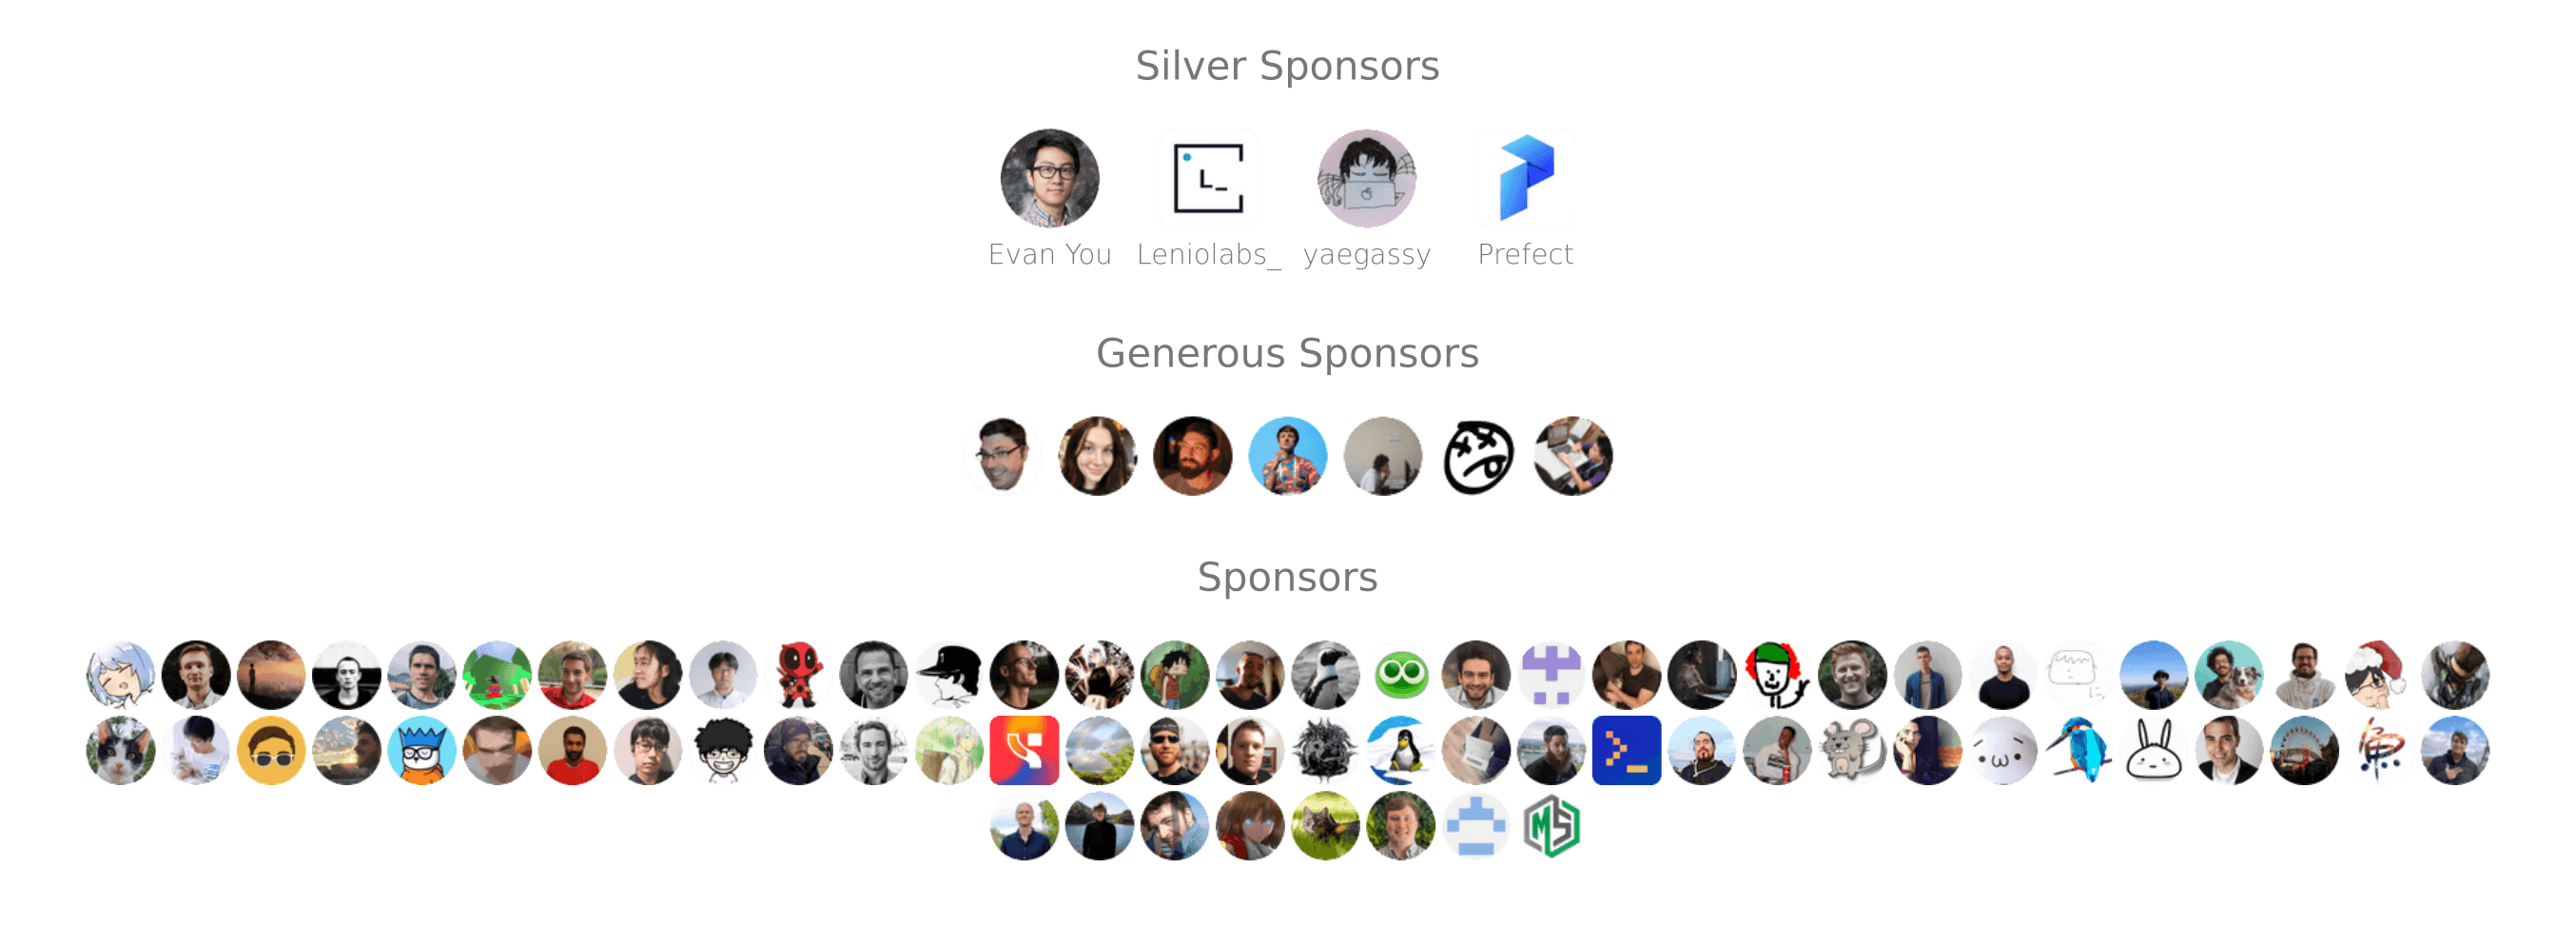 Silver Sponsors
Evan You Leniolabs_ yaegassy Prefect
Generous Sponsors
Sponsors